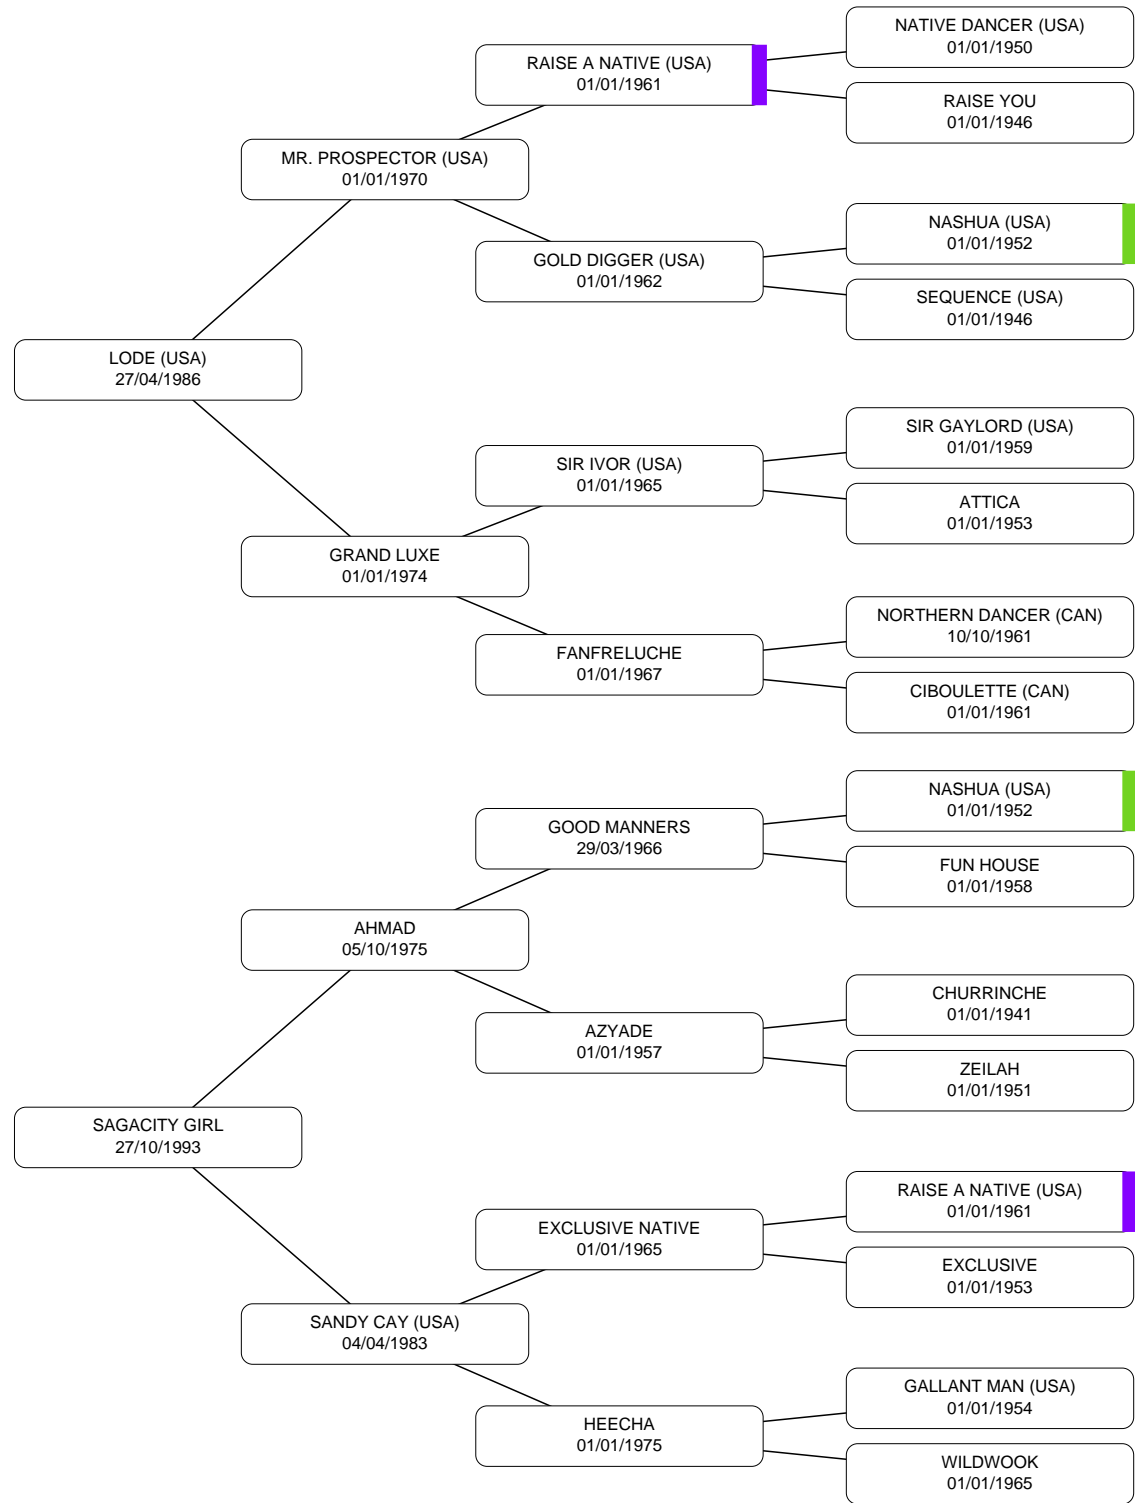 NATIVE DANCER (USA)
01/01/1950
RAISE A NATIVE (USA)
01/01/1961
RAISE YOU
01/01/1946
MR. PROSPECTOR (USA)
01/01/1970
NASHUA (USA)
01/01/1952
GOLD DIGGER (USA)
01/01/1962
SEQUENCE (USA)
01/01/1946
LODE (USA)
27/04/1986
SIR GAYLORD (USA)
01/01/1959
SIR IVOR (USA)
01/01/1965
ATTICA
01/01/1953
GRAND LUXE
01/01/1974
NORTHERN DANCER (CAN)
10/10/1961
FANFRELUCHE
01/01/1967
CIBOULETTE (CAN)
01/01/1961
NASHUA (USA)
01/01/1952
GOOD MANNERS
29/03/1966
FUN HOUSE
01/01/1958
AHMAD
05/10/1975
CHURRINCHE
01/01/1941
AZYADE
01/01/1957
ZEILAH
01/01/1951
SAGACITY GIRL
27/10/1993
RAISE A NATIVE (USA)
01/01/1961
EXCLUSIVE NATIVE
01/01/1965
EXCLUSIVE
01/01/1953
SANDY CAY (USA)
04/04/1983
GALLANT MAN (USA)
01/01/1954
HEECHA
01/01/1975
WILDWOOK
01/01/1965